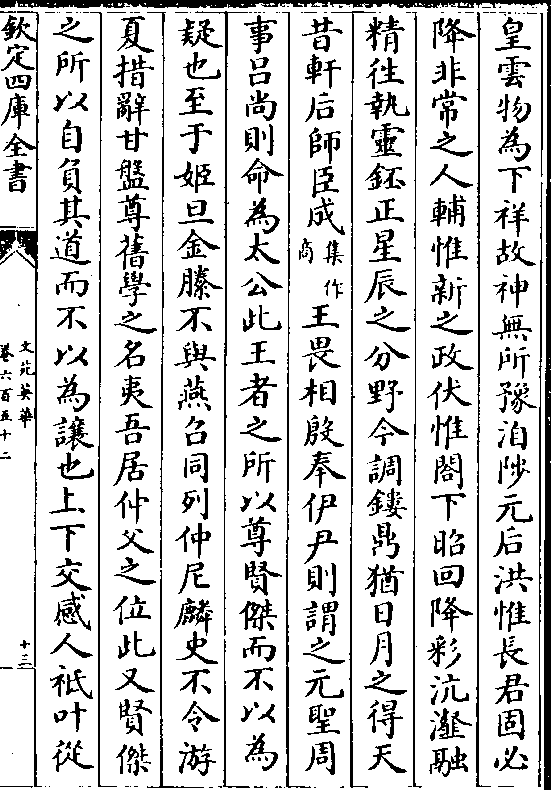 皇雲物為下祥故神無所豫洎陟元后洪惟長君固必
降非常之人輔惟新之政伏惟閤下昭回降彩沆瀣融
精往執靈鈺正星辰之分野今調鏤鼎猶日月之得天
昔軒后師臣成集作商王畏相殷奉伊尹則謂之元聖周
事吕尚則命為太公此王者之所以尊賢傑而不以為
疑也至于姬旦金縢不與燕召同列仲尼麟史不令游
夏措辭甘盤尊舊學之名夷吾居仲父之位此又賢傑
之所以自負其道而不以為讓也上下交感人祇叶從
欽定四庫全書
文苑英華
卷六百五十二
十三